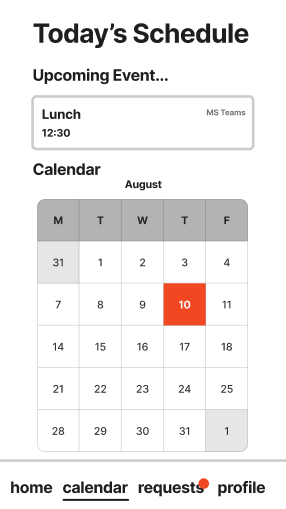 Today's Schedule
Upcoming Event...
Lunch MS Teams
12:30
Calendar
August
M T W T F
31 1 2 3 4
7 8 9 10 11
14 15 16 17 18
21 22 23 24 25
28 29 30 31 1
home calendar requests profile